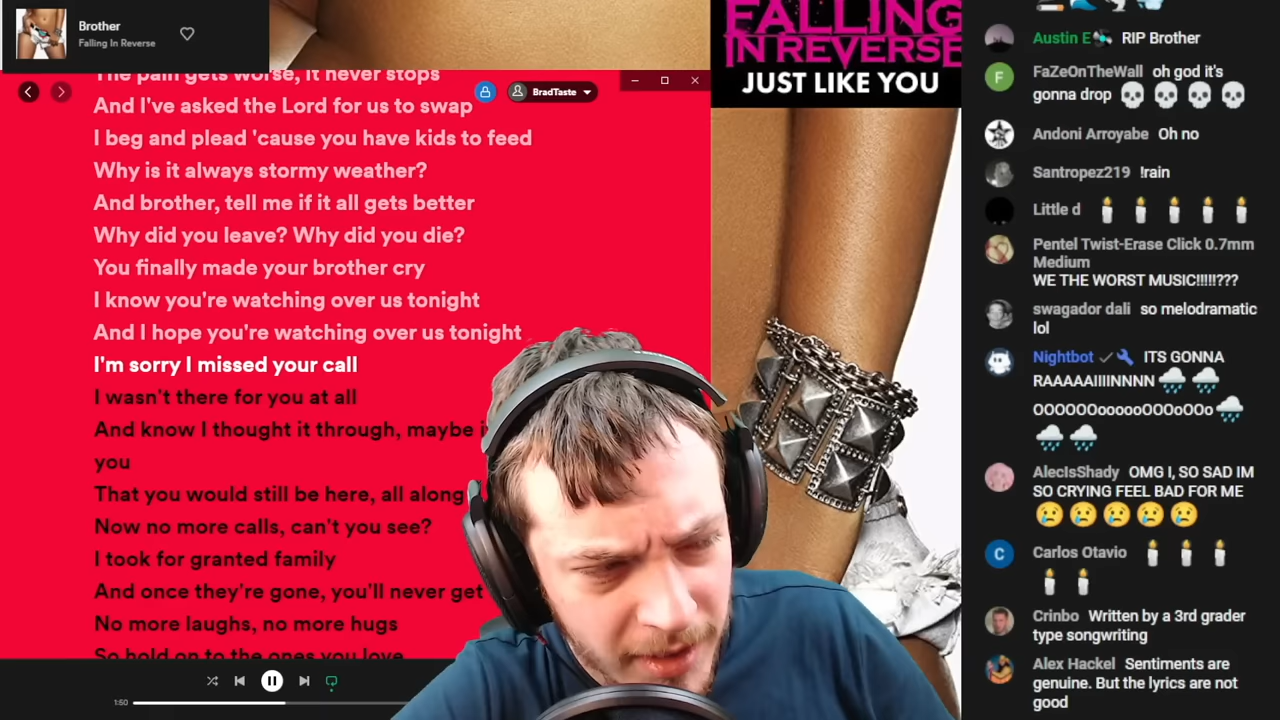 Brother
Falling In Reverse
BradTaste
The pain gets worse, it never stops
And I've asked the Lord for us to swap
I beg and plead 'cause you have kids to feed
Why is it always stormy weather?
And brother, tell me if it all gets better
Why did you leave? Why did you die?
You finally made your brother cry
I know you're watching over us tonight
And I hope you're watching over us tonight
I'm sorry I missed your call
I wasn't there for you at all
And know I thought it through, maybe
you
That you would still be here, all along
Now no more calls, can't you see?
I took for granted family
And once they're gone, you'll never get
No more laughs, no more hugs
So hold on to the ones you love
1:50
FALLING
IN REVERSE
JUST LIKE YOU
Austin E RIP Brother
FaZeOnTheWall oh god it's
gonna drop 💀 💀 💀 💀
Andoni Arroyabe Oh no
Santropez219 !rain
Little d 🕯 🕯 🕯 🕯 🕯
Pentel Twist-Erase Click 0.7mm
Medium
WE THE WORST MUSIC!!!!!???
swagador dali so melodramatic
lol
Nightbot ITS GONNA
RAAAAAIIIINNNN 🌧 🌧
OOOOOOoooooOOOoOOo 🌧
🌧 🌧
AlecIsShady OMG I, SO SAD IM
SO CRYING FEEL BAD FOR ME
😢 😢 😢 😢 😢
C
Carlos Otavio 🕯 🕯 🕯
🕯 🕯
Crinbo Written by a 3rd grader
type songwriting
Alex Hackel Sentiments are
genuine. But the lyrics are not
good